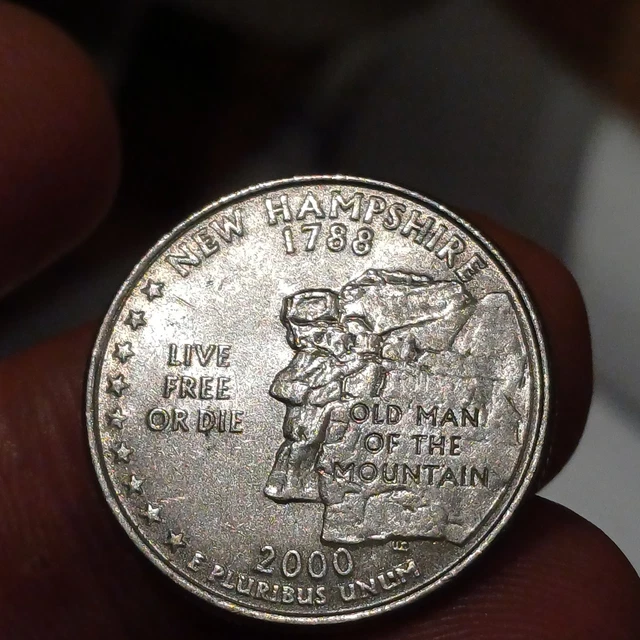 NEW HAMPSHIRE
1788
LIVE
FREE
OR DIE
OLD MAN
OF THE
MOUNTAIN
2000
E PLURIBUS UNUM